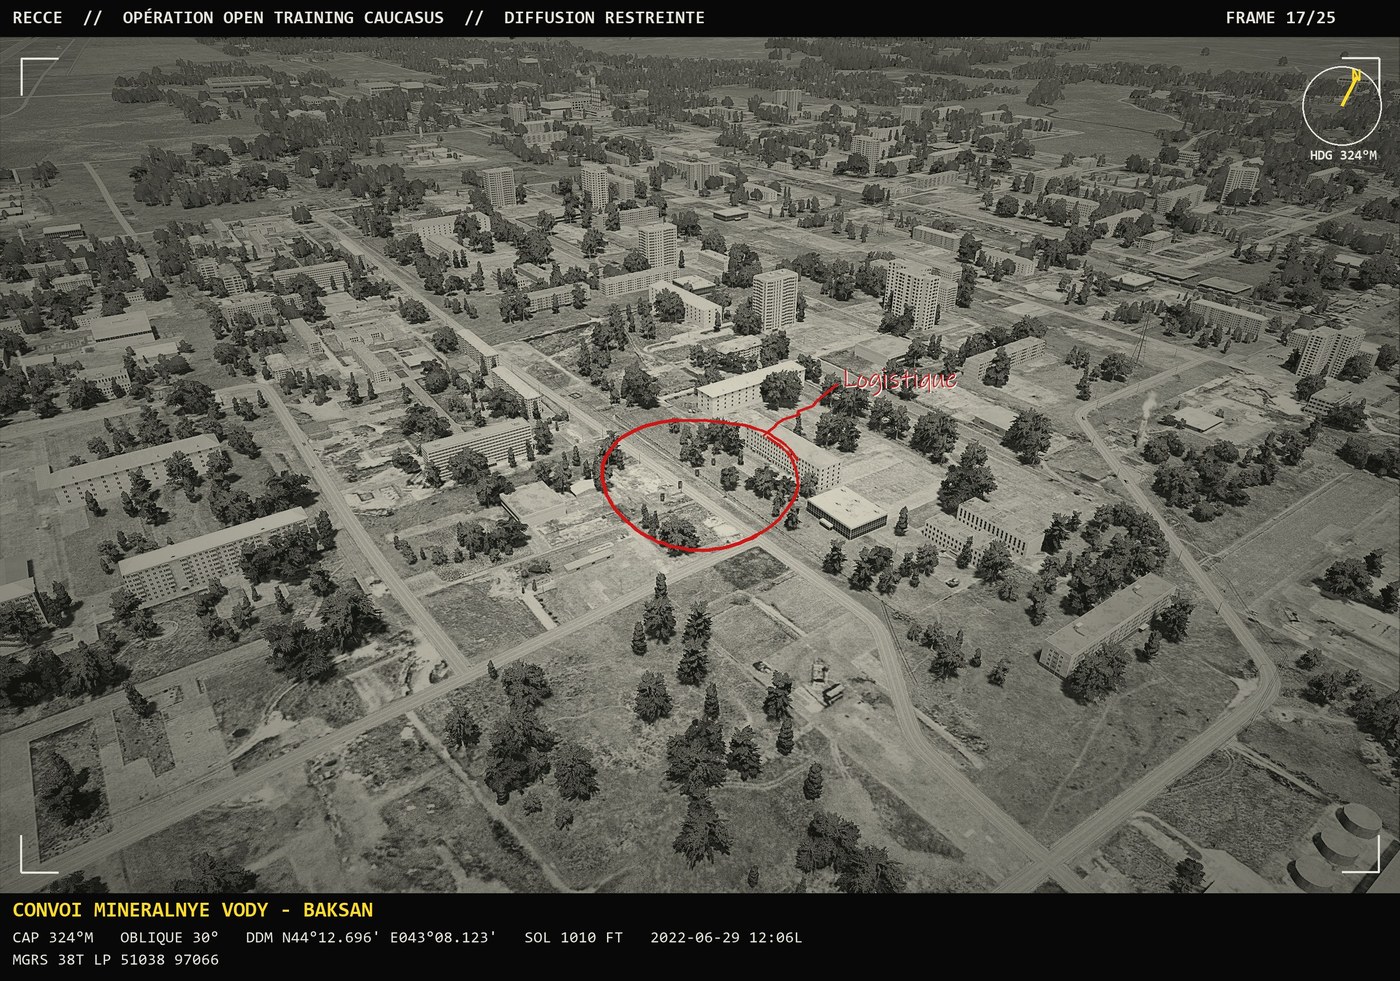 RECCE // OPÉRATION OPEN TRAINING CAUCASUS // DIFFUSION RESTREINTE
FRAME 17/25
N
HDG 324°M
Logistique
CONVOI MINERALNYE VODY - BAKSAN
CAP 324°M OBLIQUE 30° DDM N44°12.696' E043°08.123' SOL 1010 FT 2022-06-29 12:06L
MGRS 38T LP 51038 97066